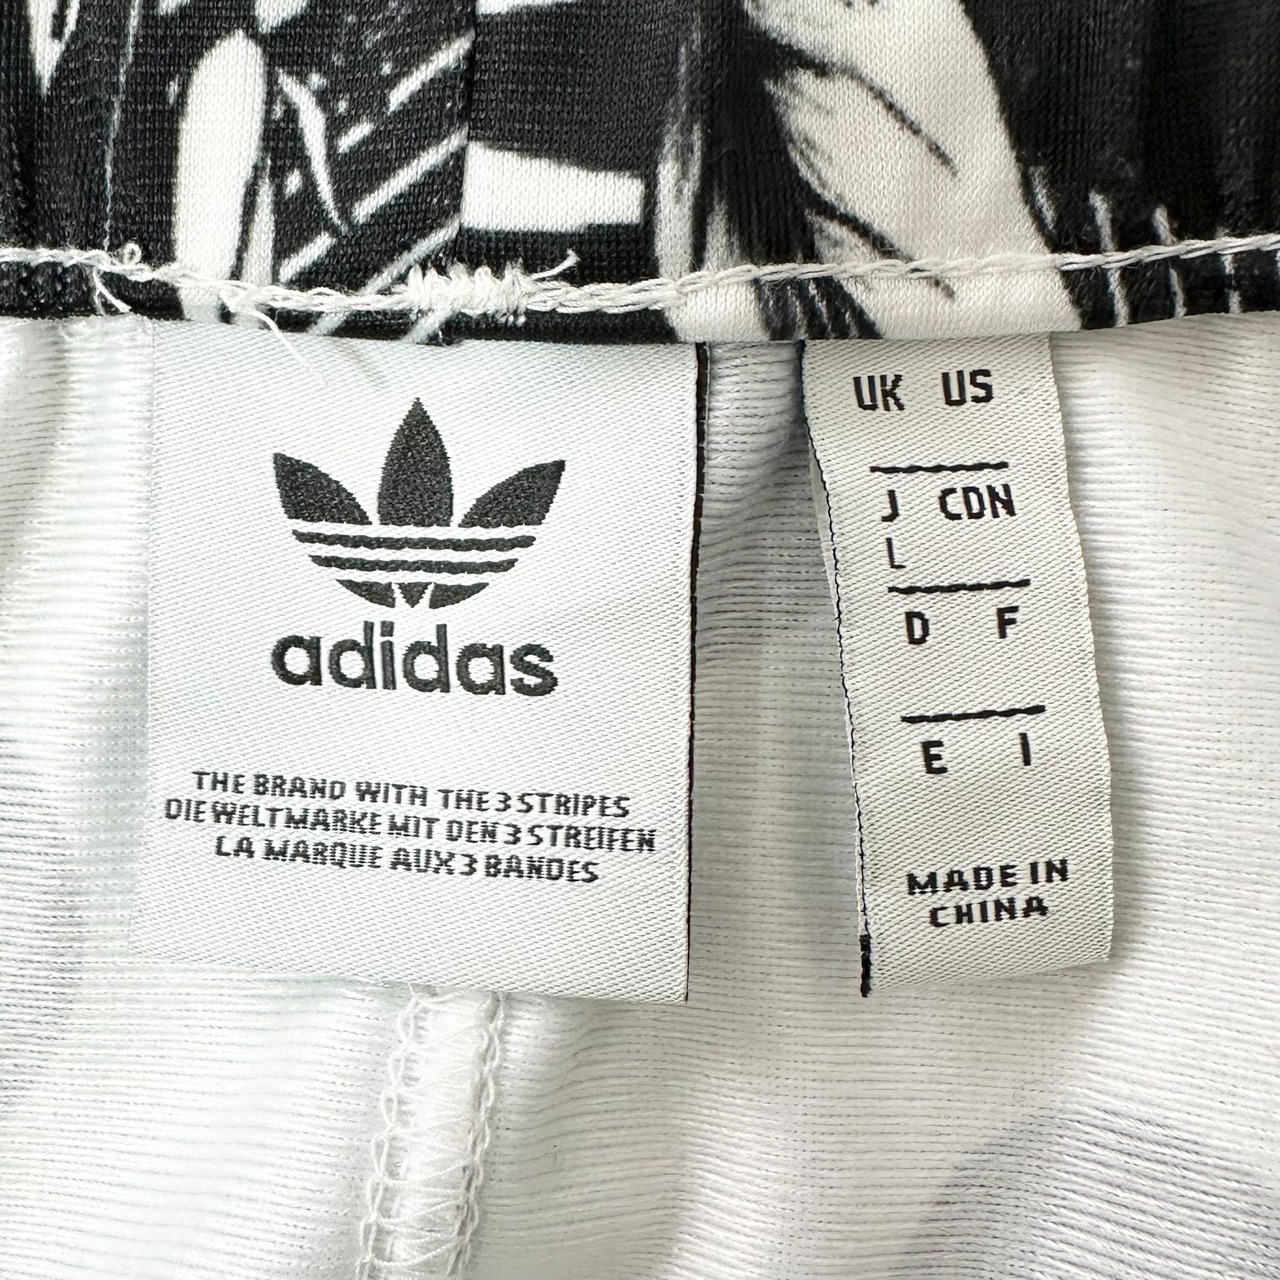 adidas
THE BRAND WITH THE 3 STRIPES
DIE WELTMARKE MIT DEN 3 STREIFEN
LA MARQUE AUX 3 BANDES
UK US
J CDN
L
D F
E I
MADE IN
CHINA